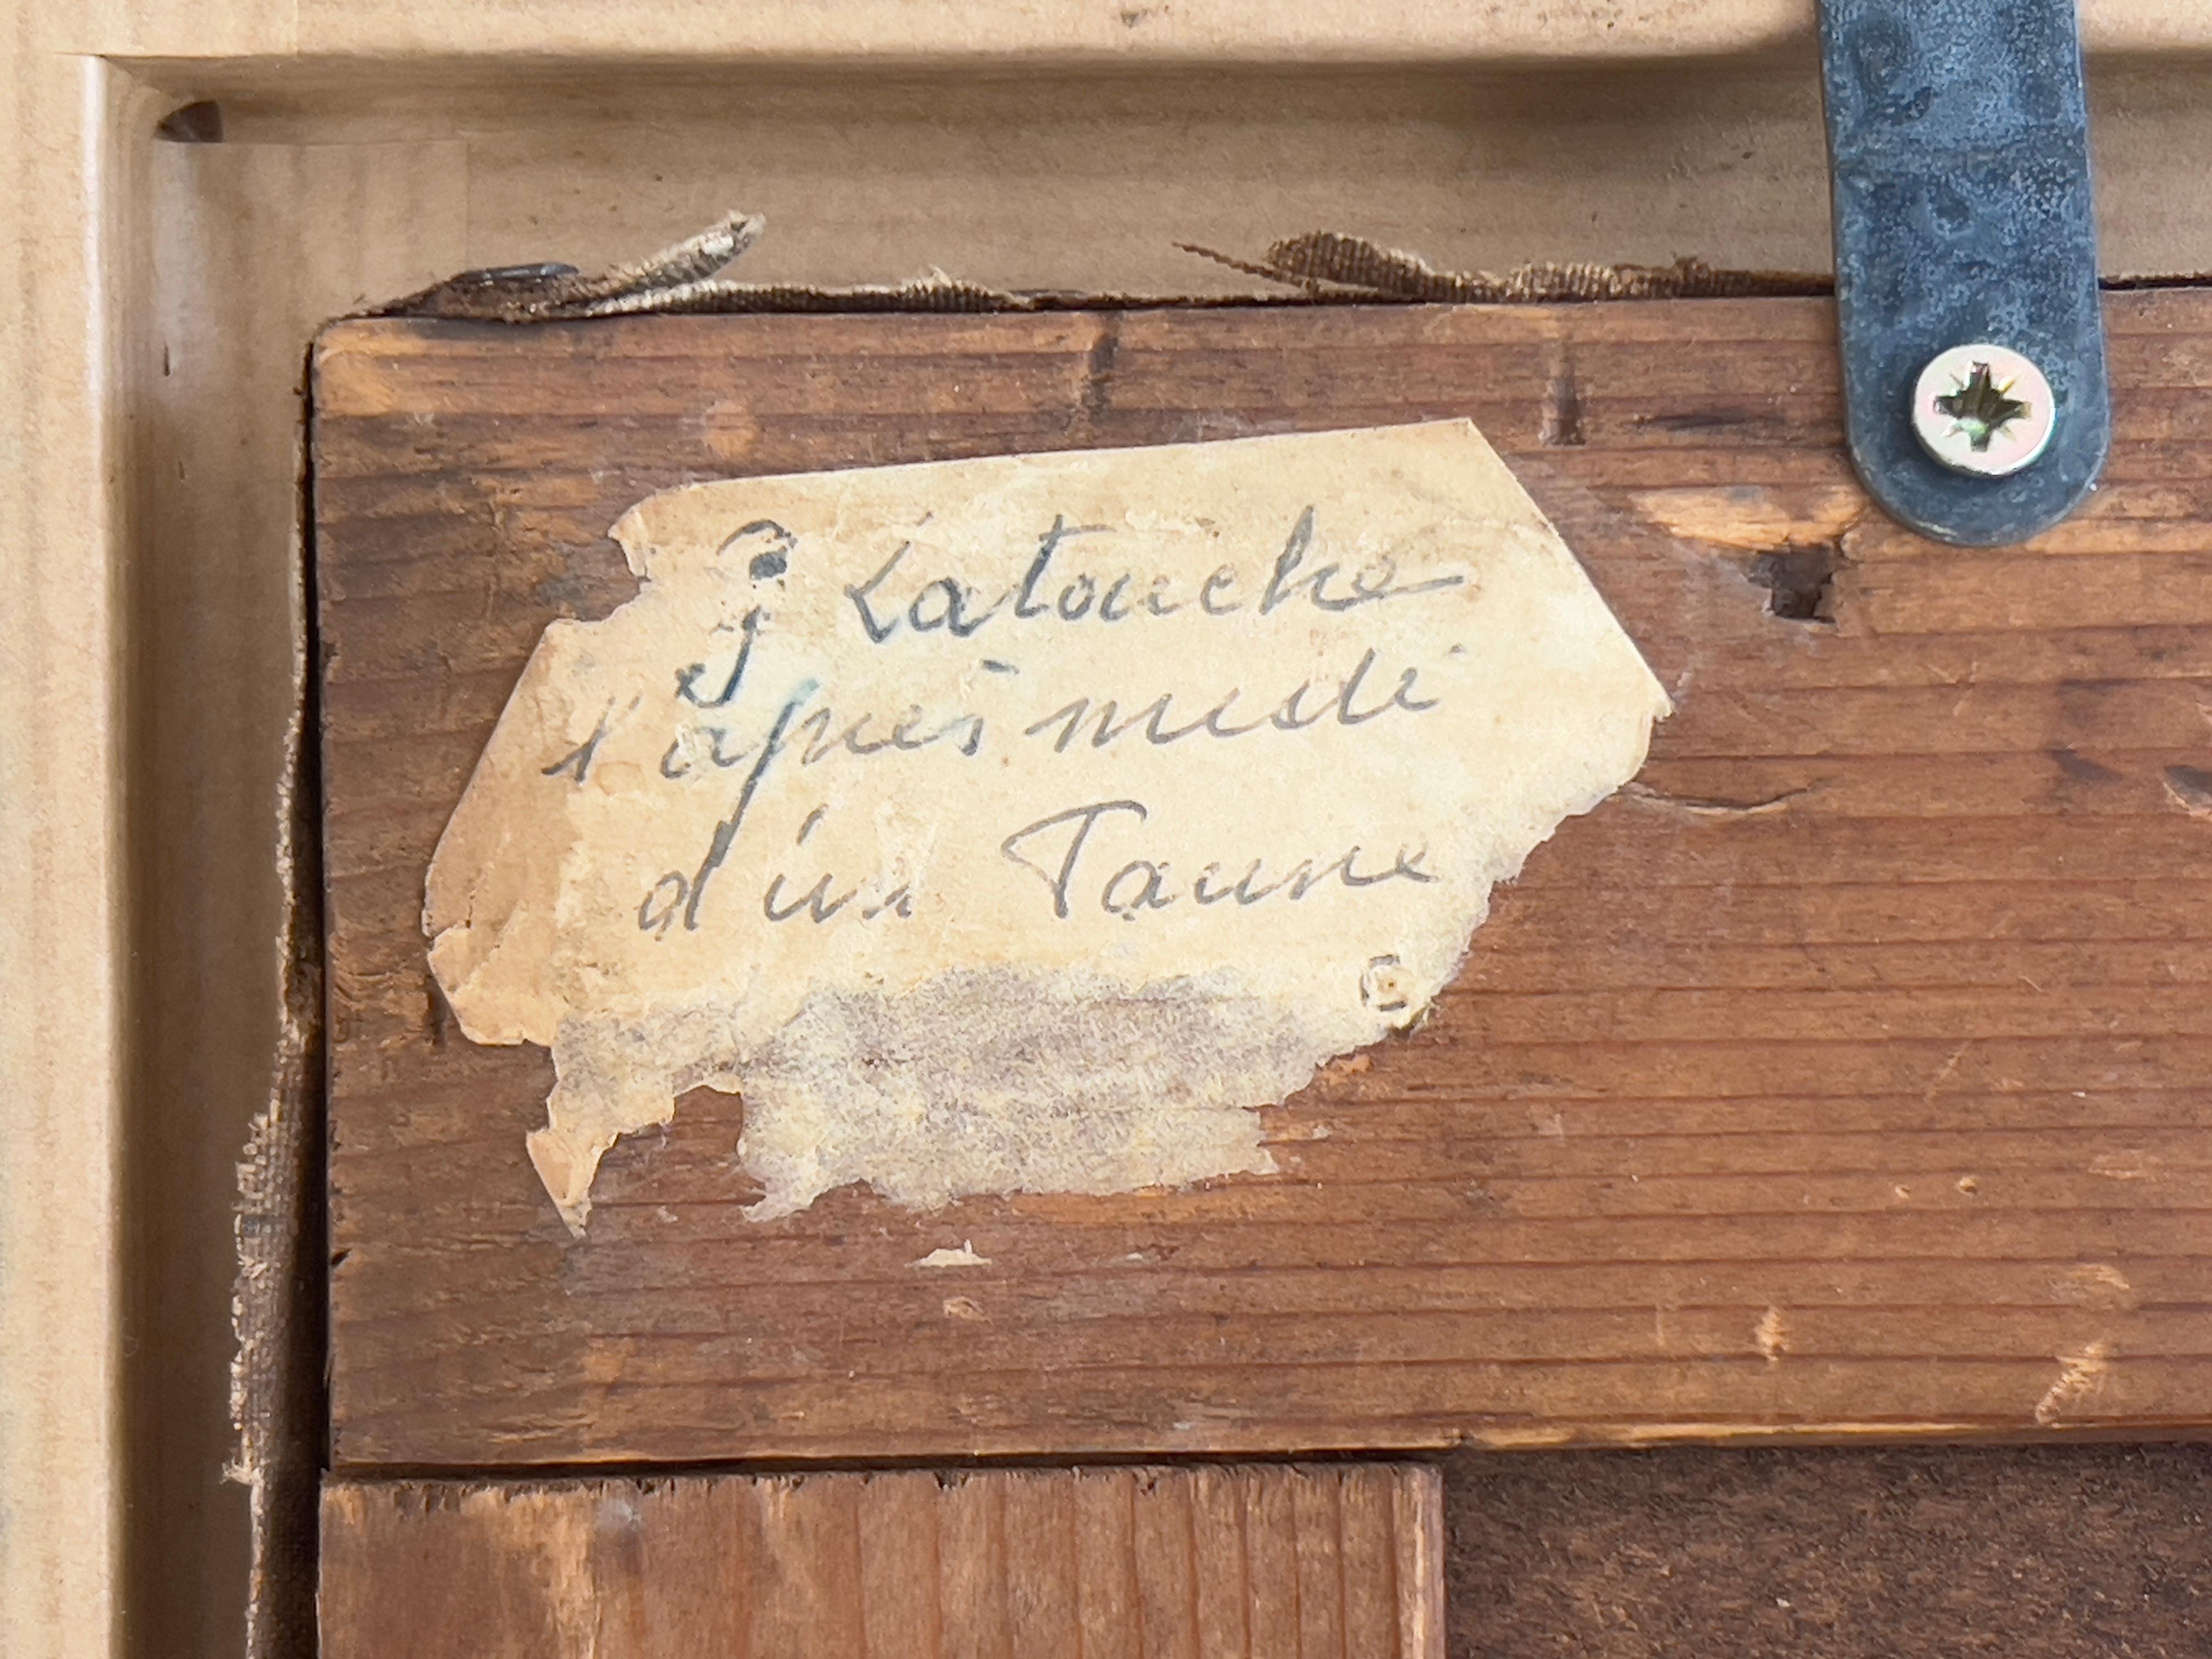 G Latouche
l'après midi
d'un Faune